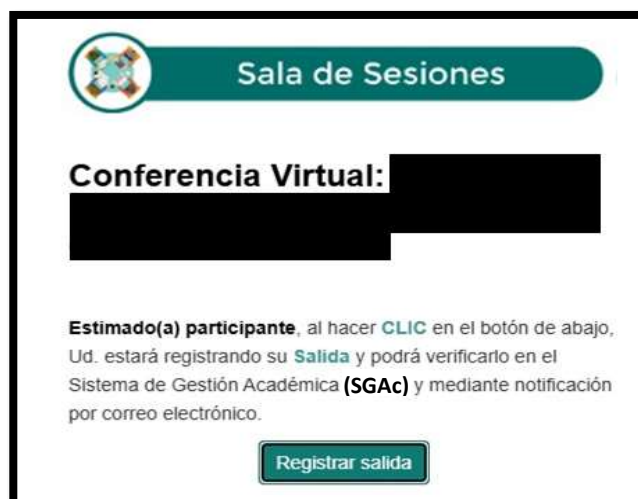 Sala de Sesiones
Conferencia Virtual:
Estimado(a) participante, al hacer CLIC en el botón de abajo,
Ud. estará registrando su Salida y podrá verificarlo en el
Sistema de Gestión Académica (SGAc) y mediante notificación
por correo electrónico.
Registrar salida